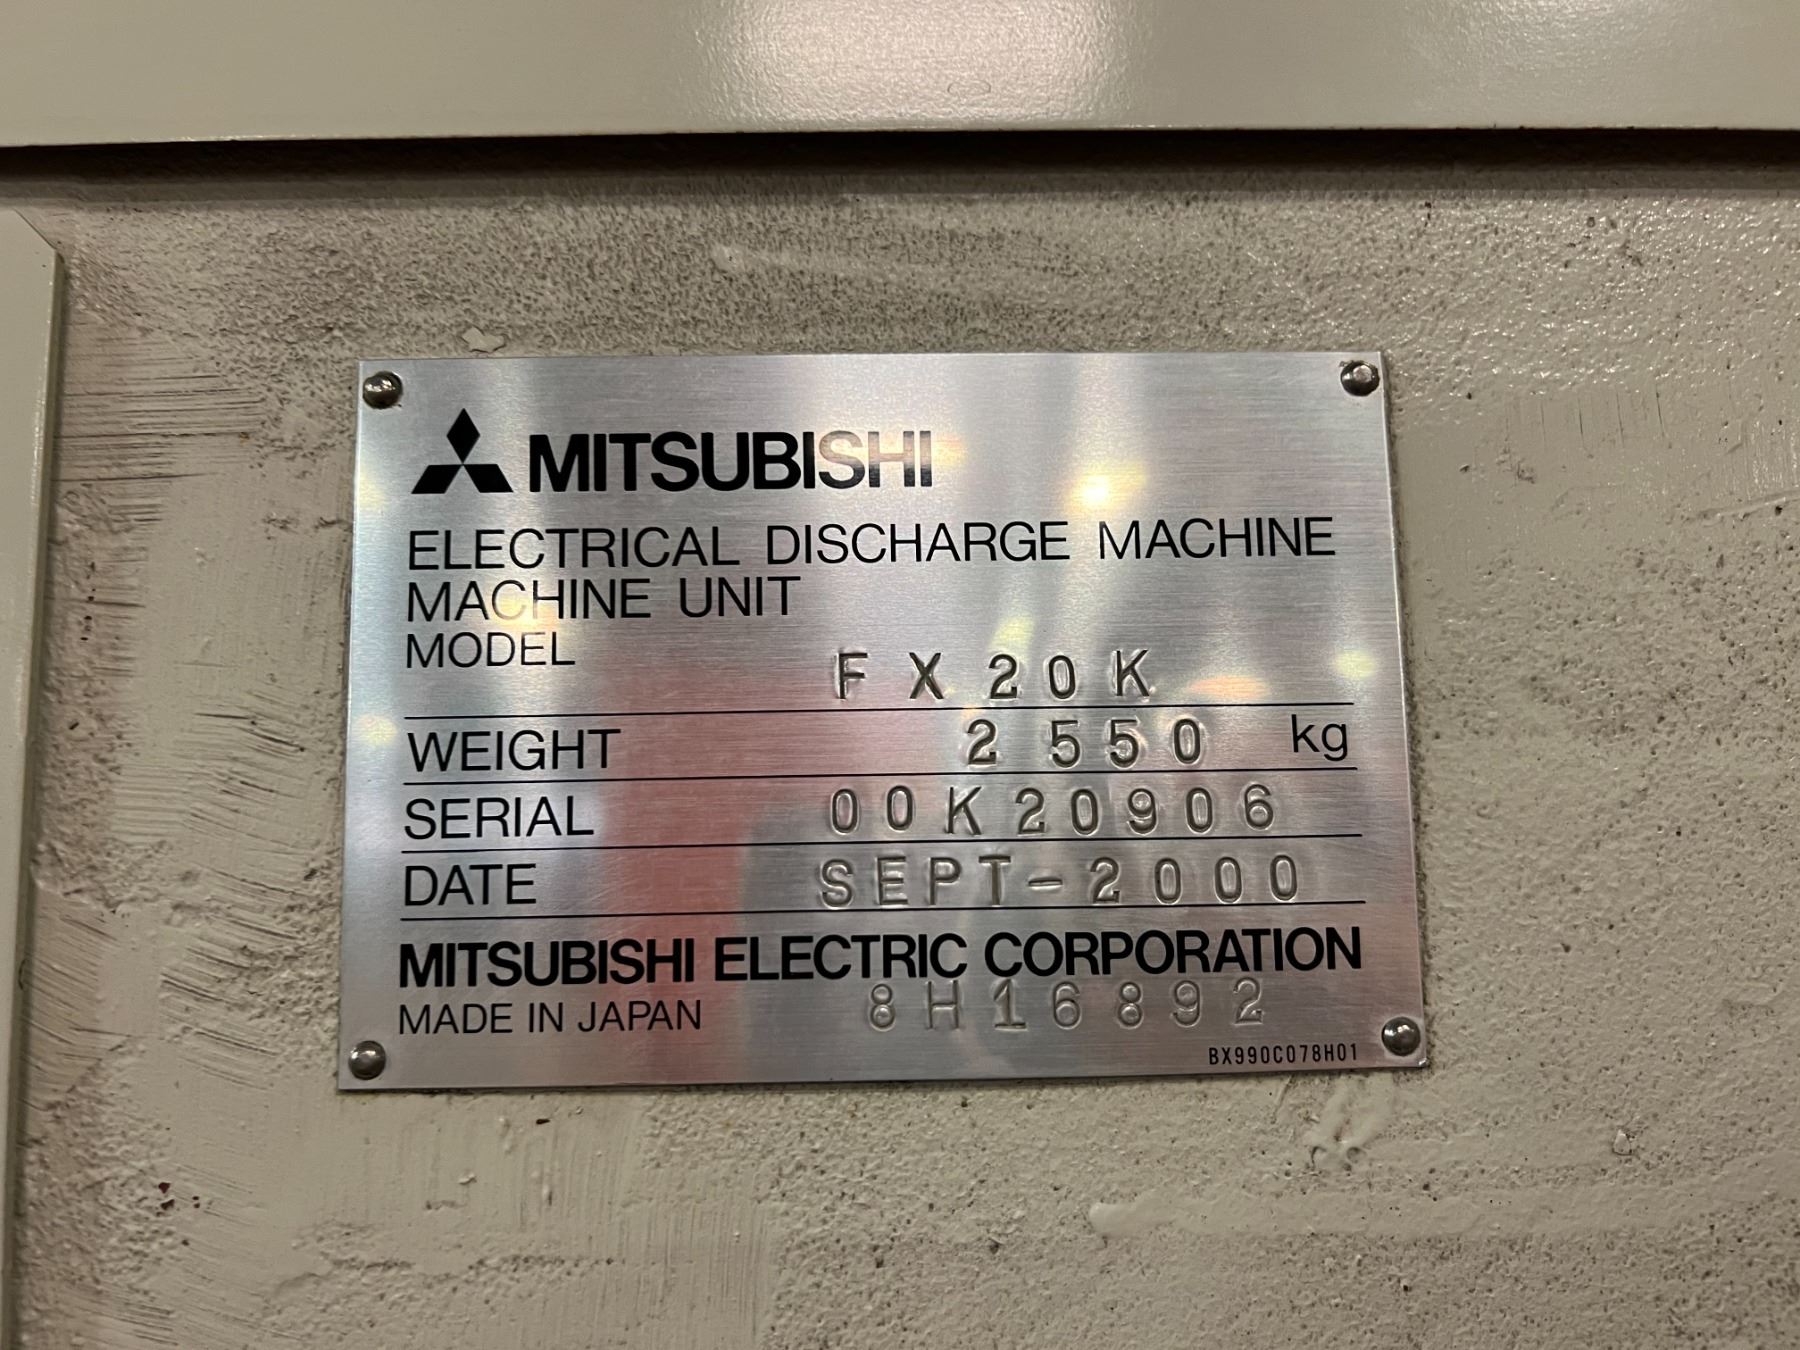 MITSUBISHI
ELECTRICAL DISCHARGE MACHINE
MACHINE UNIT
MODEL FX20K
WEIGHT 2550 kg
SERIAL 00K20906
DATE SEPT-2000
MITSUBISHI ELECTRIC CORPORATION
MADE IN JAPAN 8H16892
BX990C078H01